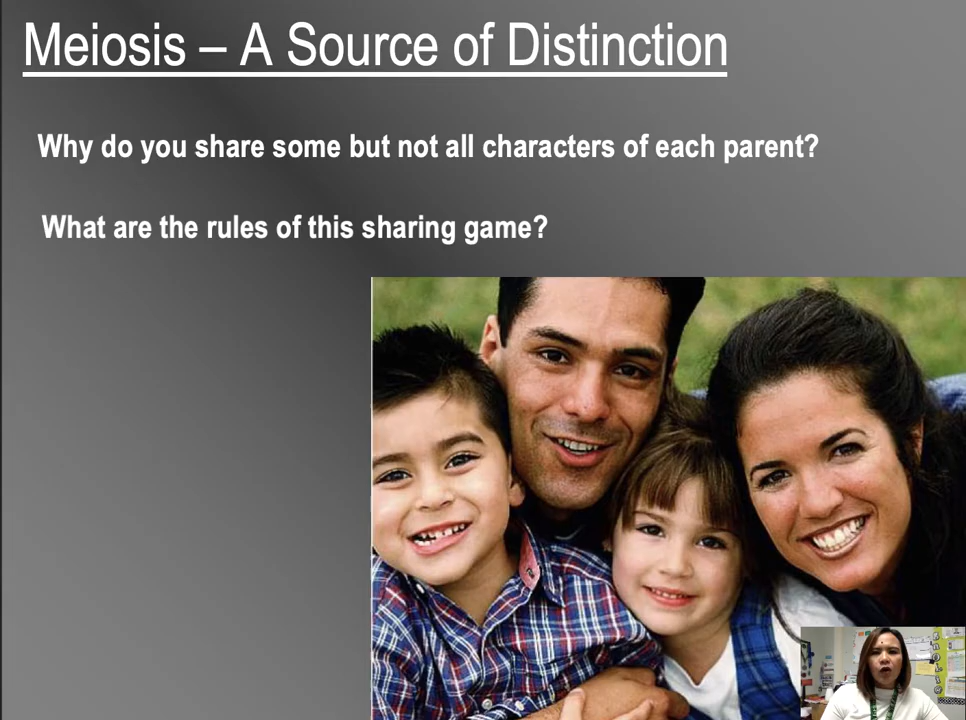 Meiosis – A Source of Distinction
Why do you share some but not all characters of each parent?
What are the rules of this sharing game?